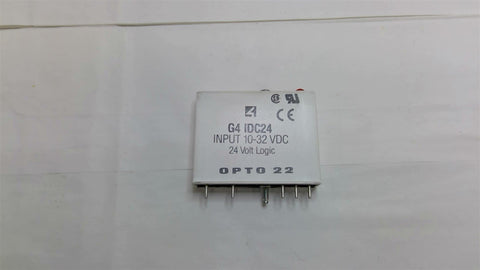 G4 IDC24
INPUT 10-32 VDC
24 Volt Logic
OPTO 22